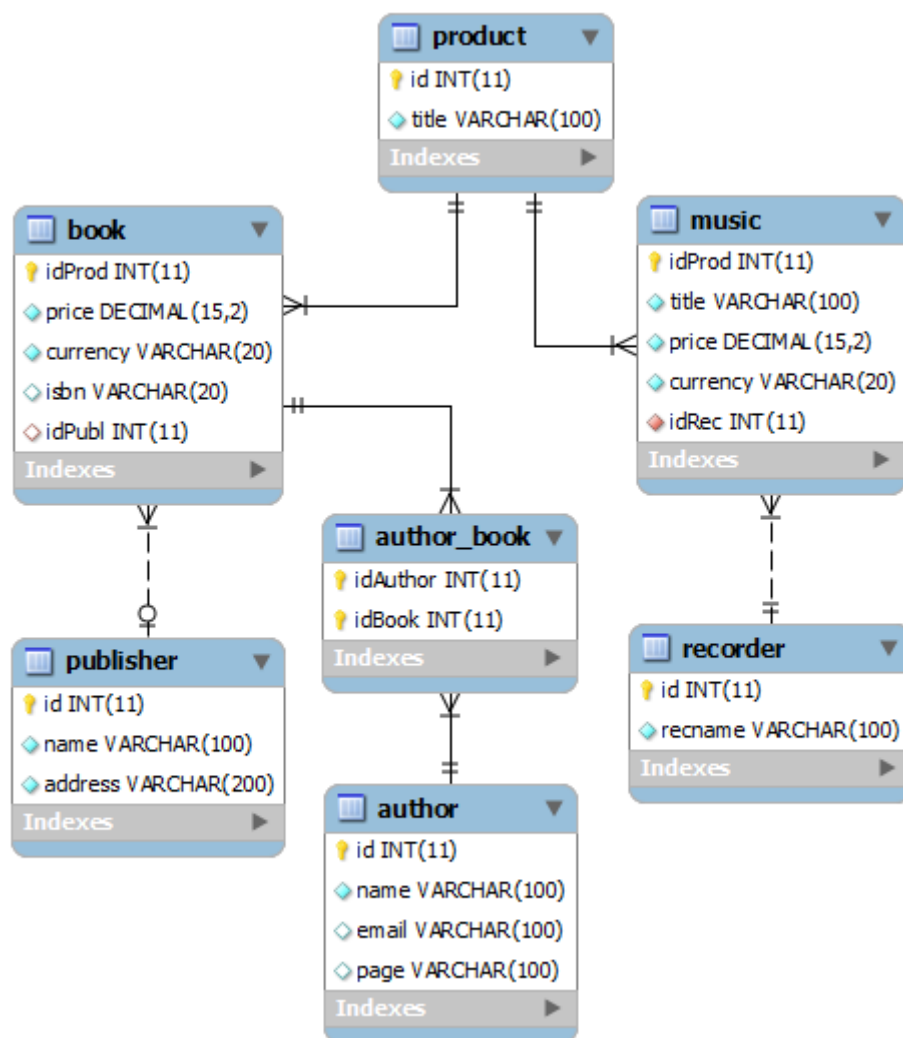 product
id INT(11)
title VARCHAR(100)
Indexes
book
idProd INT(11)
price DECIMAL(15,2)
currency VARCHAR(20)
isbn VARCHAR(20)
idPubl INT(11)
Indexes
music
idProd INT(11)
title VARCHAR(100)
price DECIMAL(15,2)
currency VARCHAR(20)
idRec INT(11)
Indexes
author_book
idAuthor INT(11)
idBook INT(11)
Indexes
publisher
id INT(11)
name VARCHAR(100)
address VARCHAR(200)
Indexes
recorder
id INT(11)
recname VARCHAR(100)
Indexes
author
id INT(11)
name VARCHAR(100)
email VARCHAR(100)
page VARCHAR(100)
Indexes